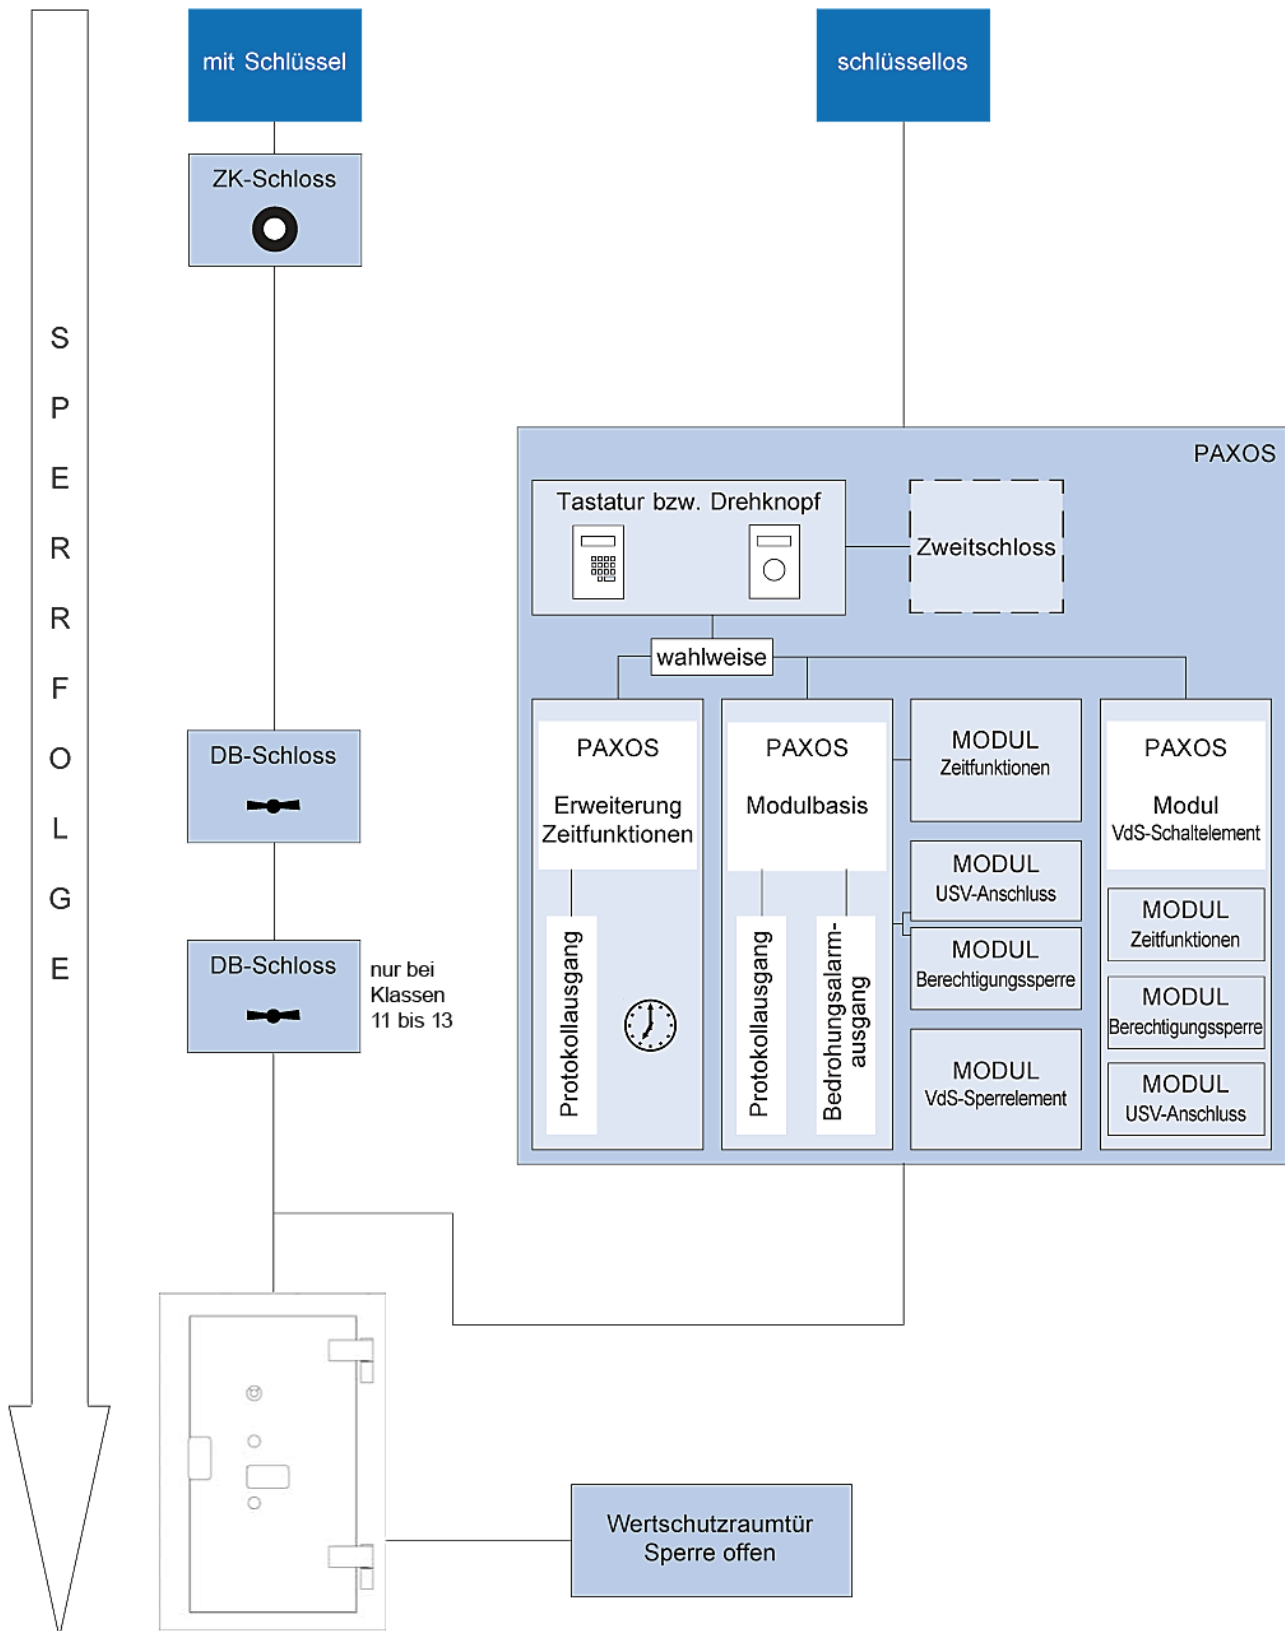 mit Schlüssel
schlüssellos
ZK-Schloss
SPERRFOLGE
PAXOS
Tastatur bzw. Drehknopf
Zweitschloss
wahlweise
DB-Schloss
DB-Schloss
nur bei
Klassen
11 bis 13
PAXOS
Erweiterung
Zeitfunktionen
Protokollausgang
PAXOS
Modulbasis
Protokollausgang
Bedrohungsalarm-
ausgang
MODUL
Zeitfunktionen
MODUL
USV-Anschluss
MODUL
Berechtigungssperre
MODUL
VdS-Sperrelement
PAXOS
Modul
VdS-Schaltelement
MODUL
Zeitfunktionen
MODUL
Berechtigungssperre
MODUL
USV-Anschluss
Wertschutzraumtür
Sperre offen